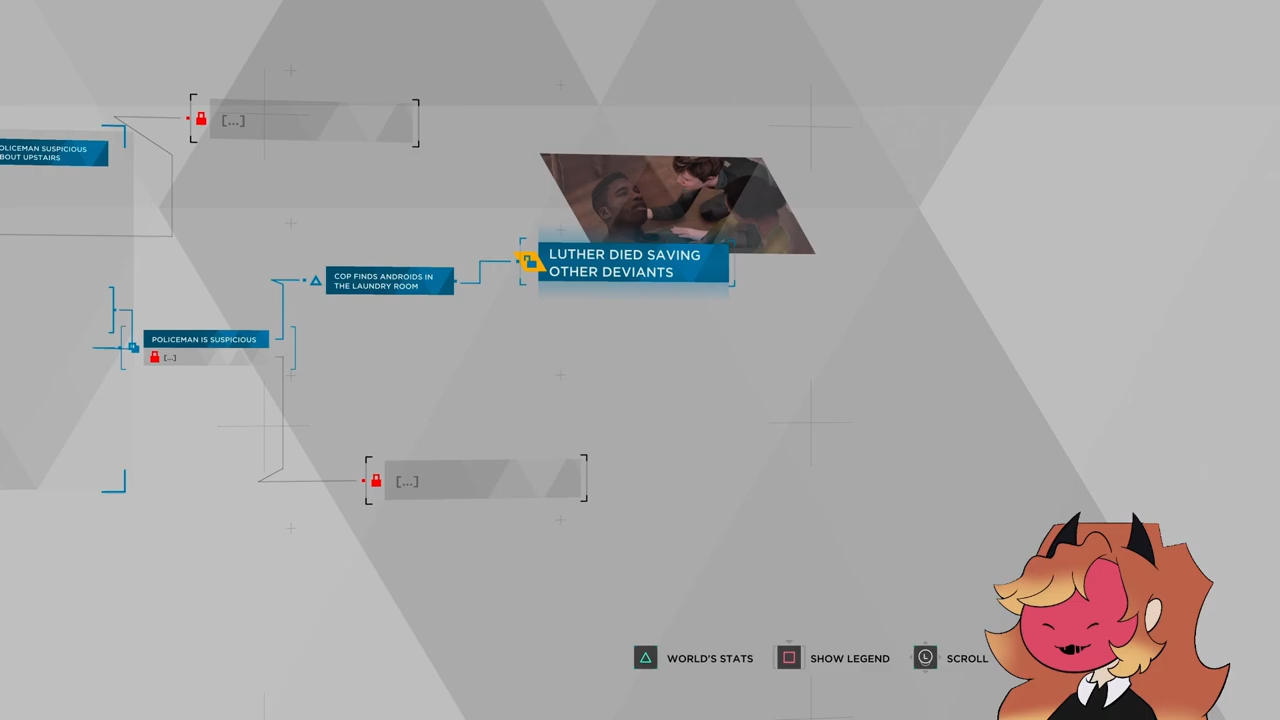 [...]
OLICEMAN SUSPICIOUS
BOUT UPSTAIRS
LUTHER DIED SAVING
OTHER DEVIANTS
COP FINDS ANDROIDS IN
THE LAUNDRY ROOM
POLICEMAN IS SUSPICIOUS
[...]
[...]
WORLD'S STATS
SHOW LEGEND
L
SCROLL